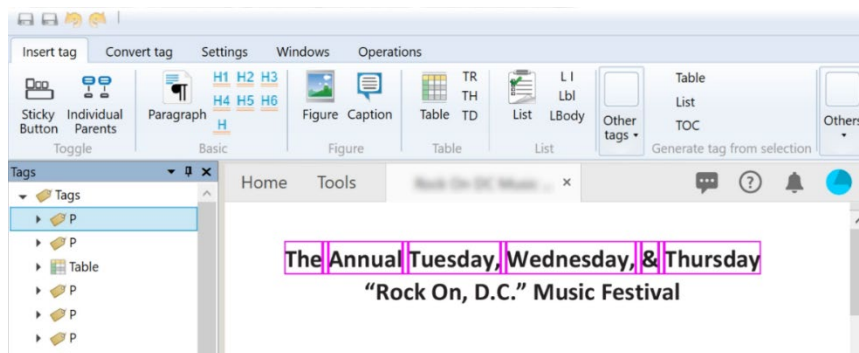 Insert tag Convert tag Settings Windows Operations
H1 H2 H3 TR L I Table
H4 H5 H6 TH Lbl List
Sticky Button Individual Parents Paragraph H Figure Caption Table TD List LBody Other tags TOC Others
Toggle Basic Figure Table List Generate tag from selection
Tags Home Tools
Tags
P
P
Table
P
P
P
The Annual Tuesday, Wednesday, & Thursday
“Rock On, D.C.” Music Festival